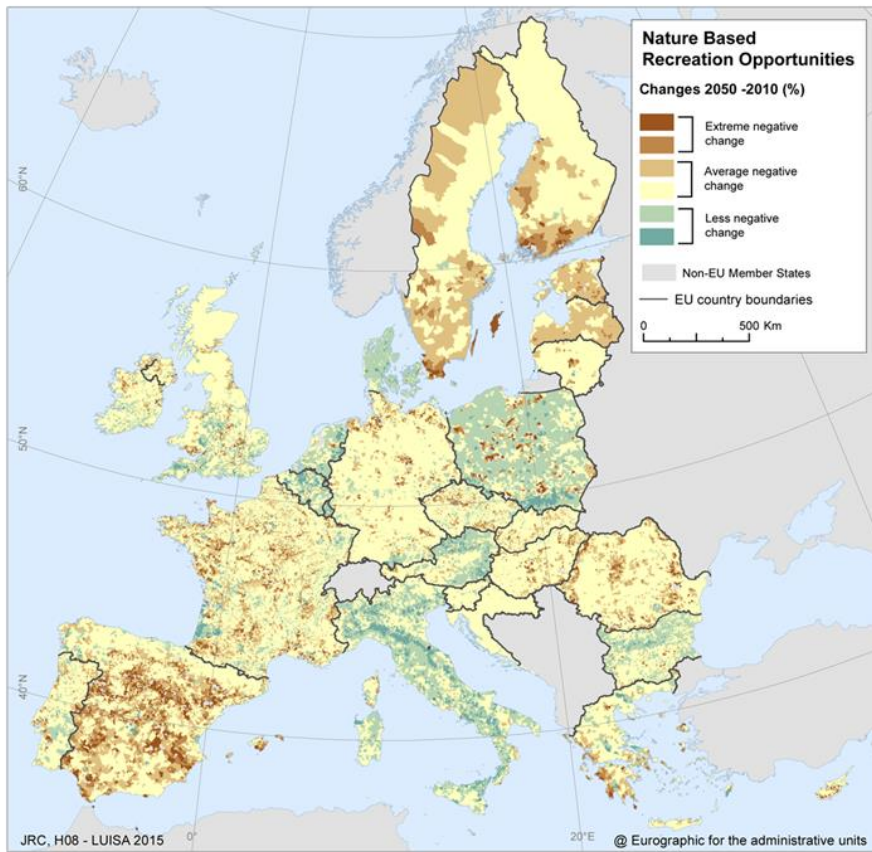 Nature Based
Recreation Opportunities
Changes 2050 -2010 (%)
Extreme negative
change
Average negative
change
Less negative
change
Non-EU Member States
EU country boundaries
0 500 Km
60°N
50°N
40°N
0°
20°E
JRC, H08 - LUISA 2015
@ Eurographic for the administrative units